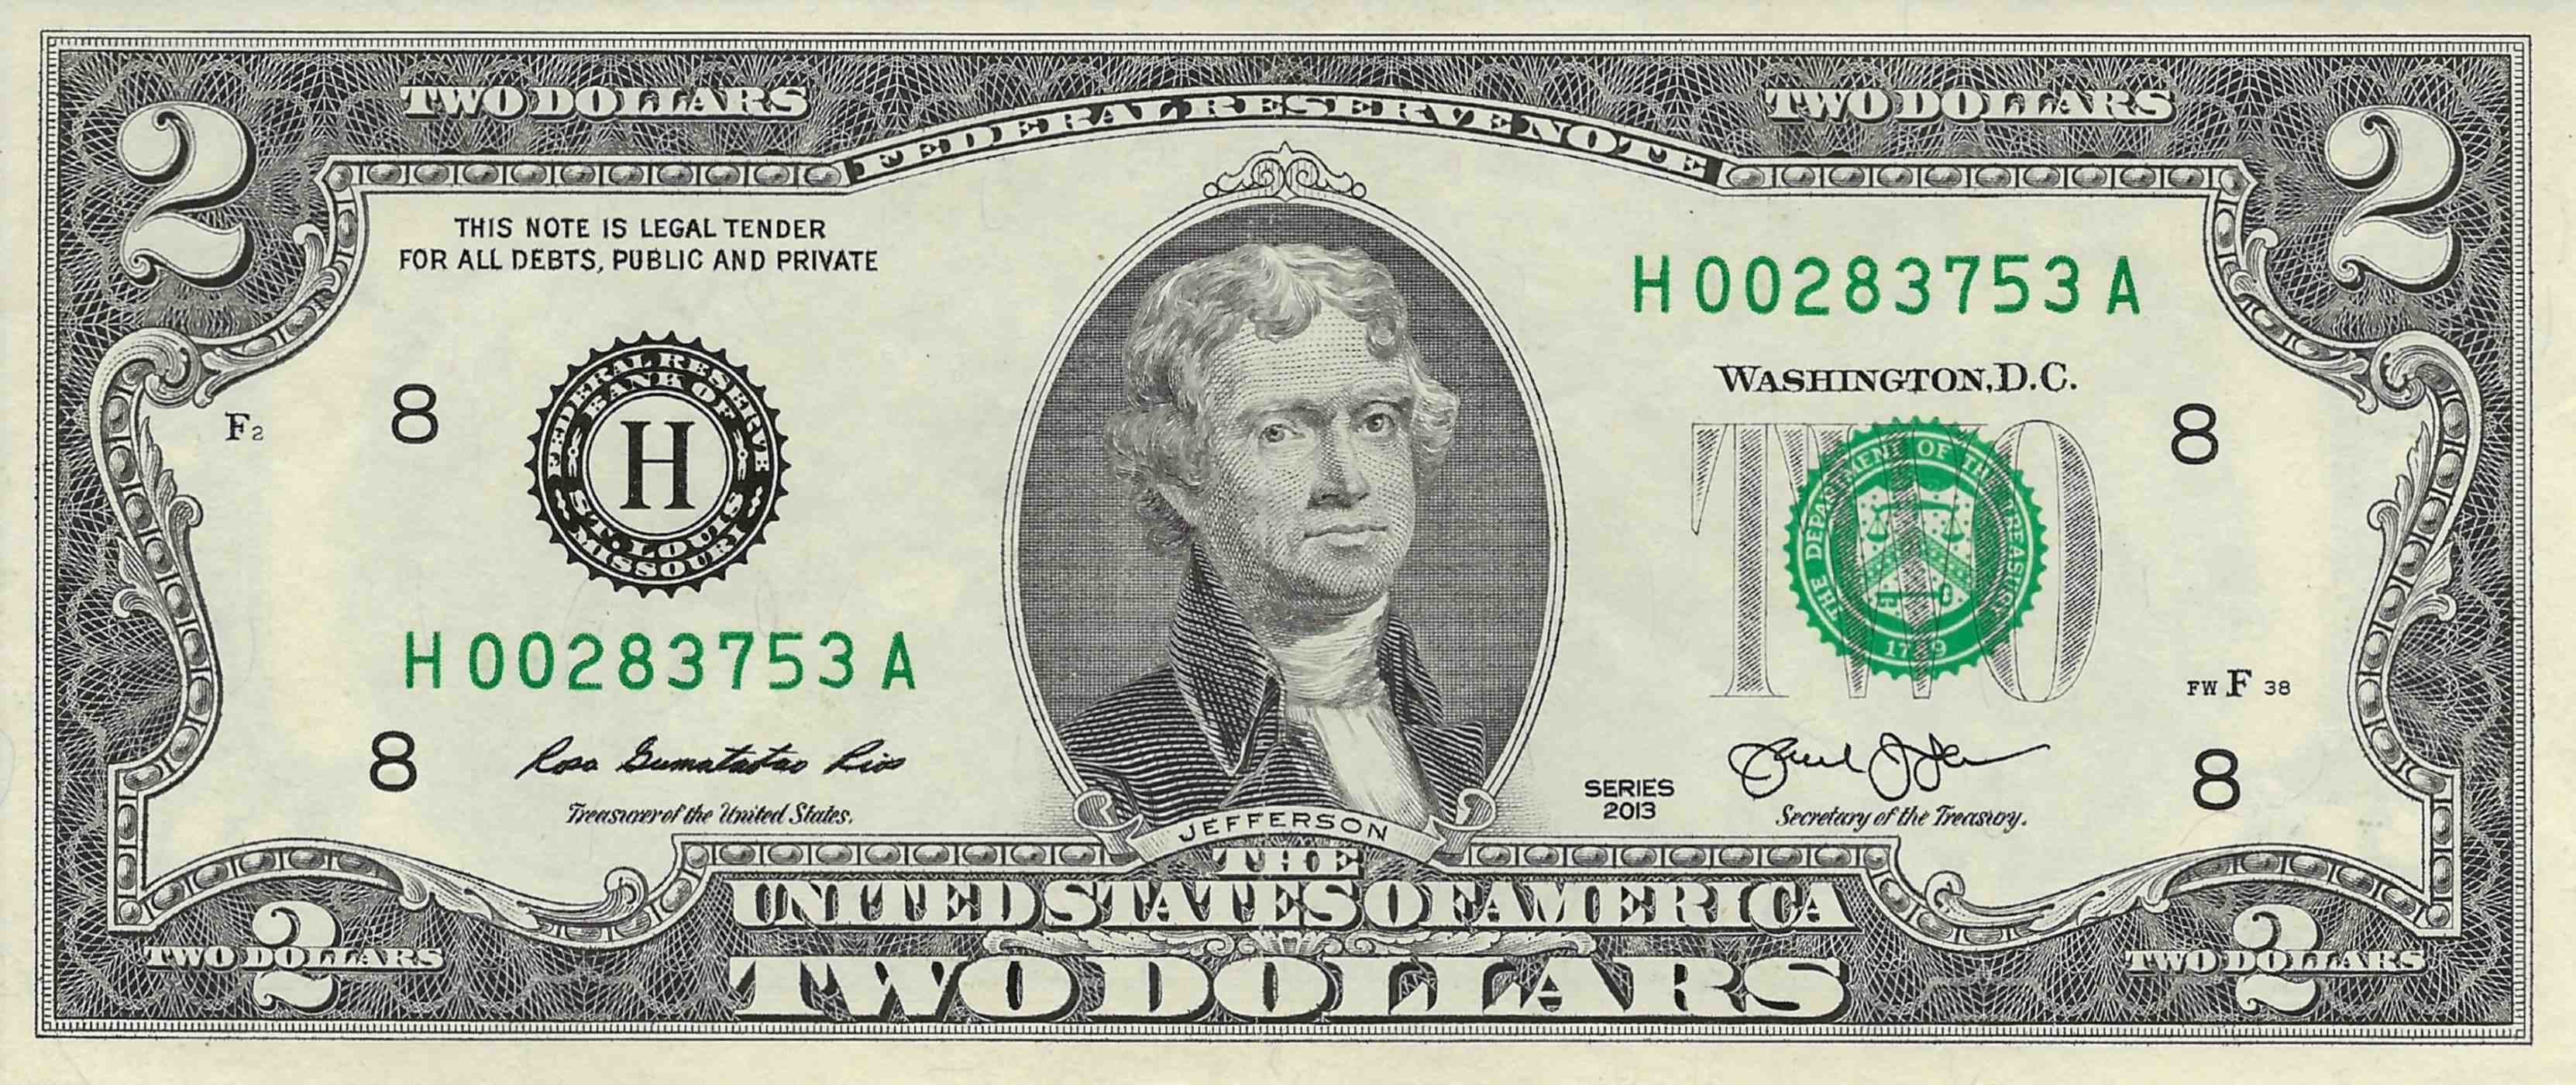 TWO DOLLARS
TWO DOLLARS
2
2
FEDERAL RESERVE NOTE
THIS NOTE IS LEGAL TENDER
FOR ALL DEBTS, PUBLIC AND PRIVATE
H 00283753 A
WASHINGTON, D.C.
F2
8
FEDERAL RESERVE
BANK OF
H
ST. LOUIS
MISSOURI
TWO
THE DEPARTMENT OF THE TREASURY
1789
8
H 00283753 A
FW F 38
8
Rosa Gumatatao Rios
Treasurer of the United States.
SERIES
2013
Secretary of the Treasury.
8
JEFFERSON
THE
UNITED STATES OF AMERICA
TWO DOLLARS
2
TWO DOLLARS
2
TWO DOLLARS